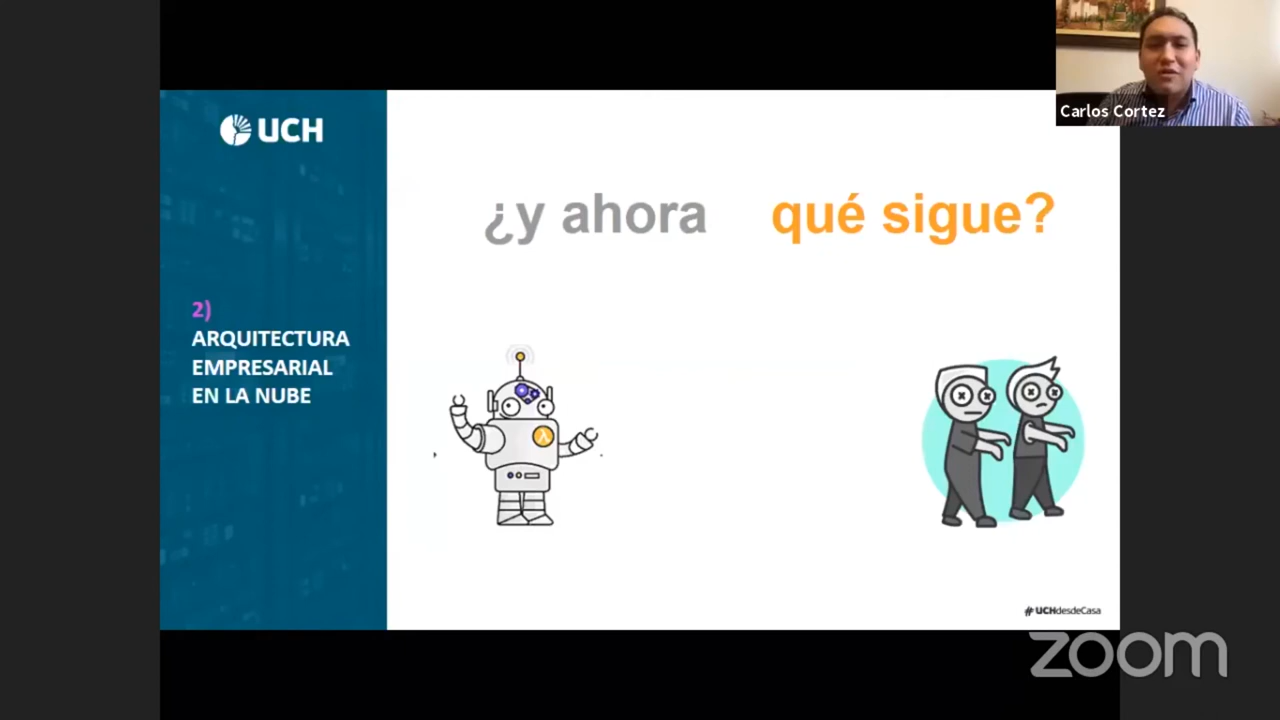 Carlos Cortez
UCH
¿y ahora qué sigue?
2)
ARQUITECTURA
EMPRESARIAL
EN LA NUBE
λ
#UCHdesdeCasa
zoom